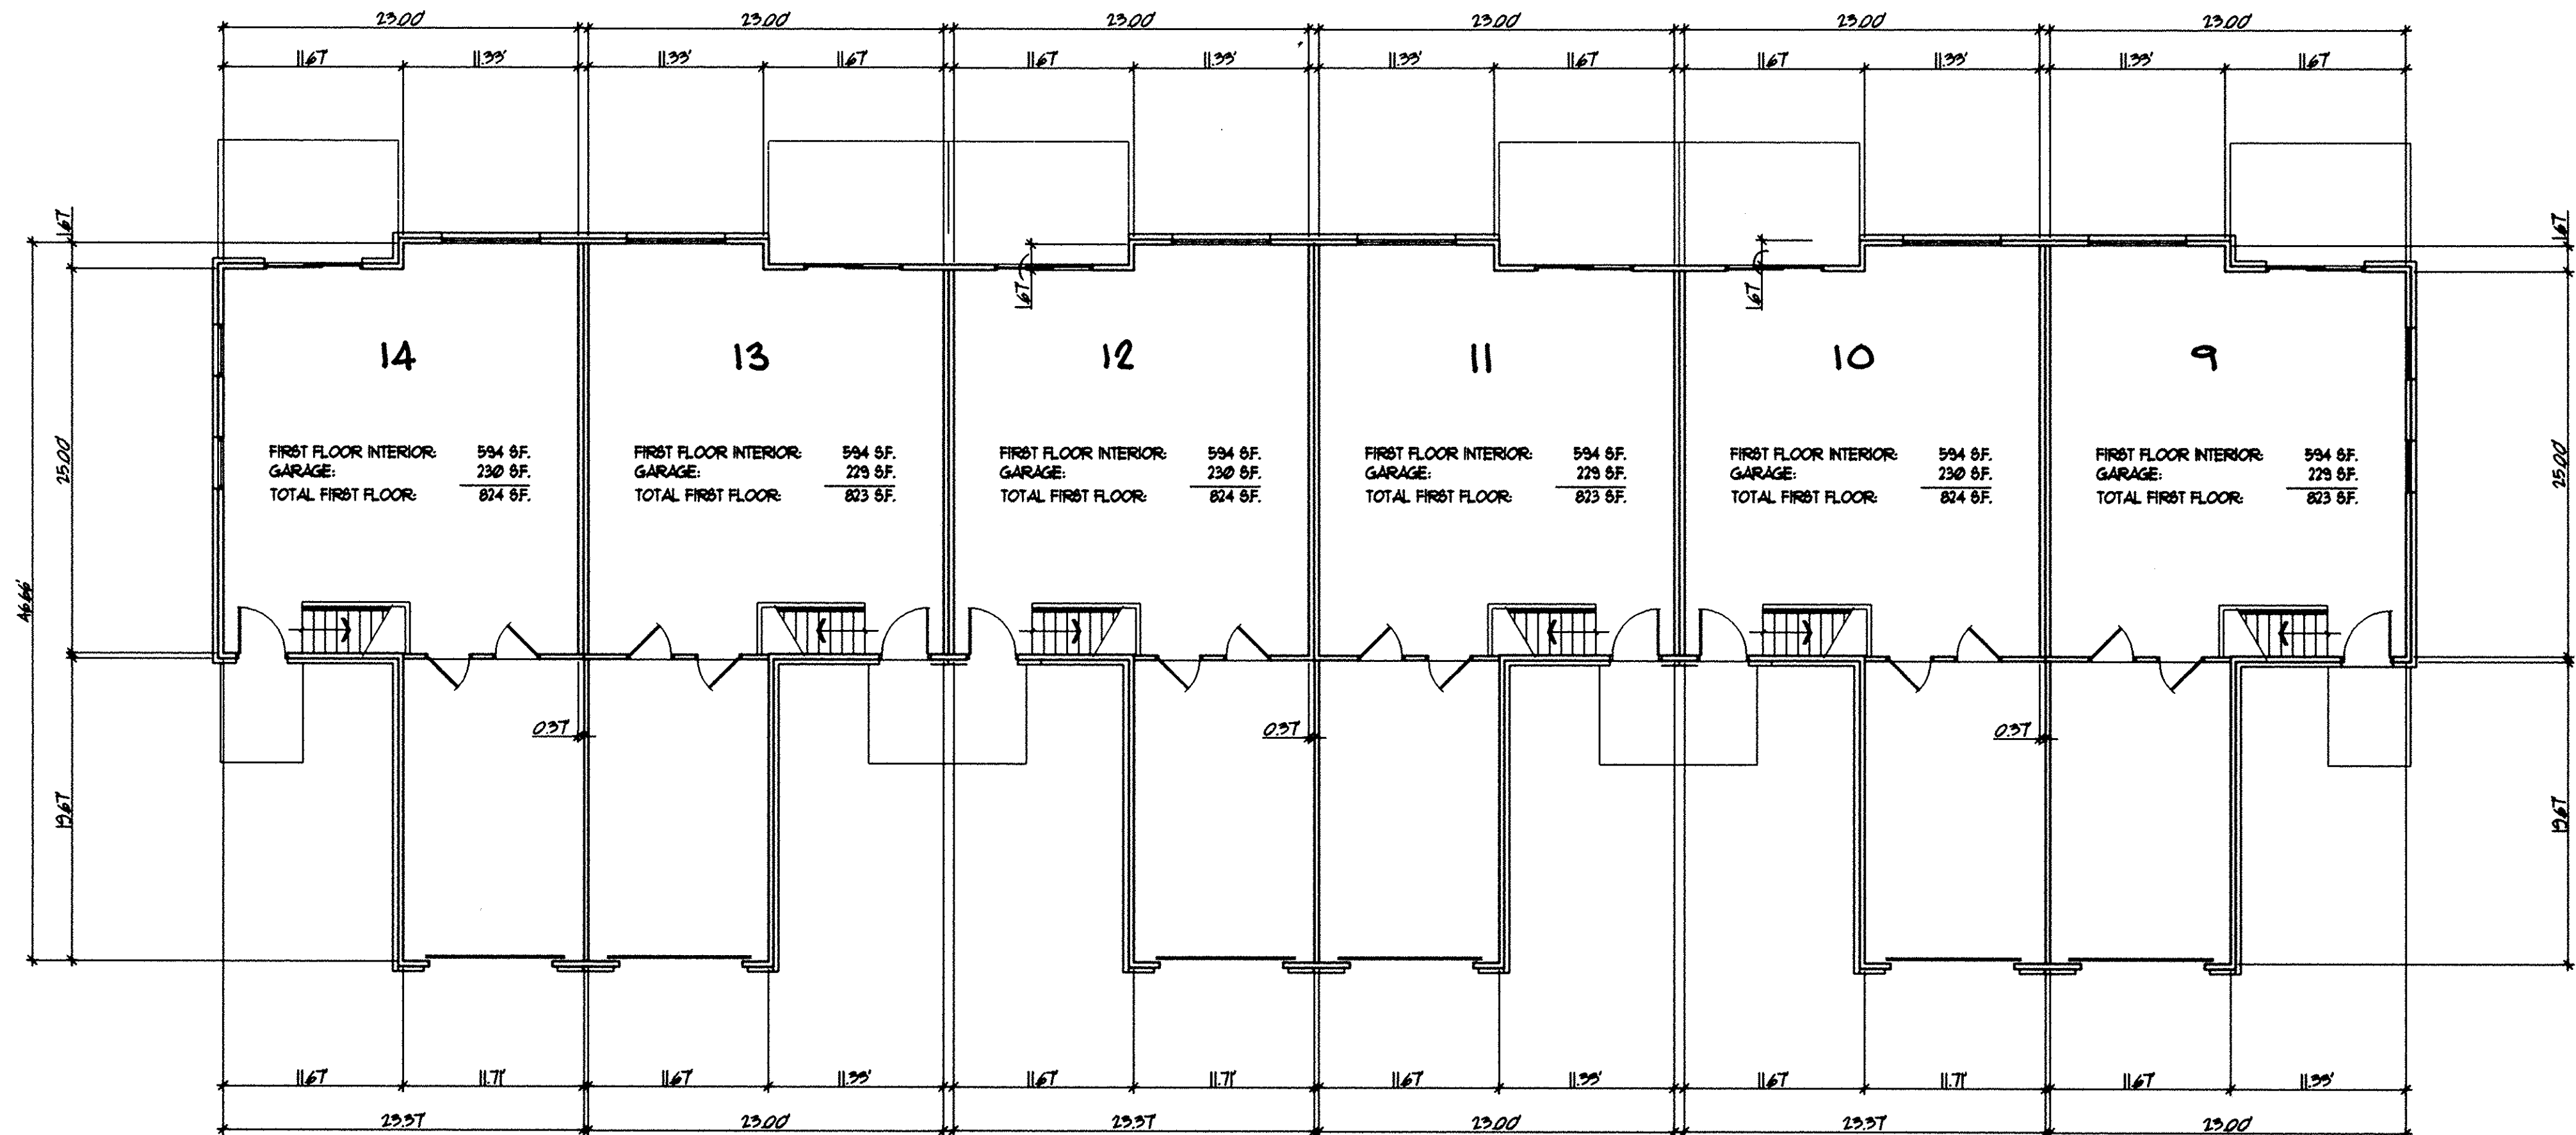 23.00' 23.00' 23.00' 23.00' 23.00' 23.00'
11.67' 11.33' 11.33' 11.67' 11.67' 11.33' 11.33' 11.67' 11.67' 11.33' 11.33' 11.67'
1.67' 1.67'
1.67' 1.67'
14 13 12 11 10 9
FIRST FLOOR INTERIOR: 594 S.F. FIRST FLOOR INTERIOR: 594 S.F. FIRST FLOOR INTERIOR: 594 S.F. FIRST FLOOR INTERIOR: 594 S.F. FIRST FLOOR INTERIOR: 594 S.F. FIRST FLOOR INTERIOR: 594 S.F.
25.00' GARAGE: 230 S.F. GARAGE: 229 S.F. GARAGE: 230 S.F. GARAGE: 229 S.F. GARAGE: 230 S.F. GARAGE: 229 S.F. 25.00'
TOTAL FIRST FLOOR: 824 S.F. TOTAL FIRST FLOOR: 823 S.F. TOTAL FIRST FLOOR: 824 S.F. TOTAL FIRST FLOOR: 823 S.F. TOTAL FIRST FLOOR: 824 S.F. TOTAL FIRST FLOOR: 823 S.F.
46.66'
0.37' 0.37' 0.37'
19.67' 19.67'
11.67' 11.71' 11.67' 11.33' 11.67' 11.71' 11.67' 11.33' 11.67' 11.71' 11.67' 11.33'
23.37' 23.00' 23.37' 23.00' 23.37' 23.00'